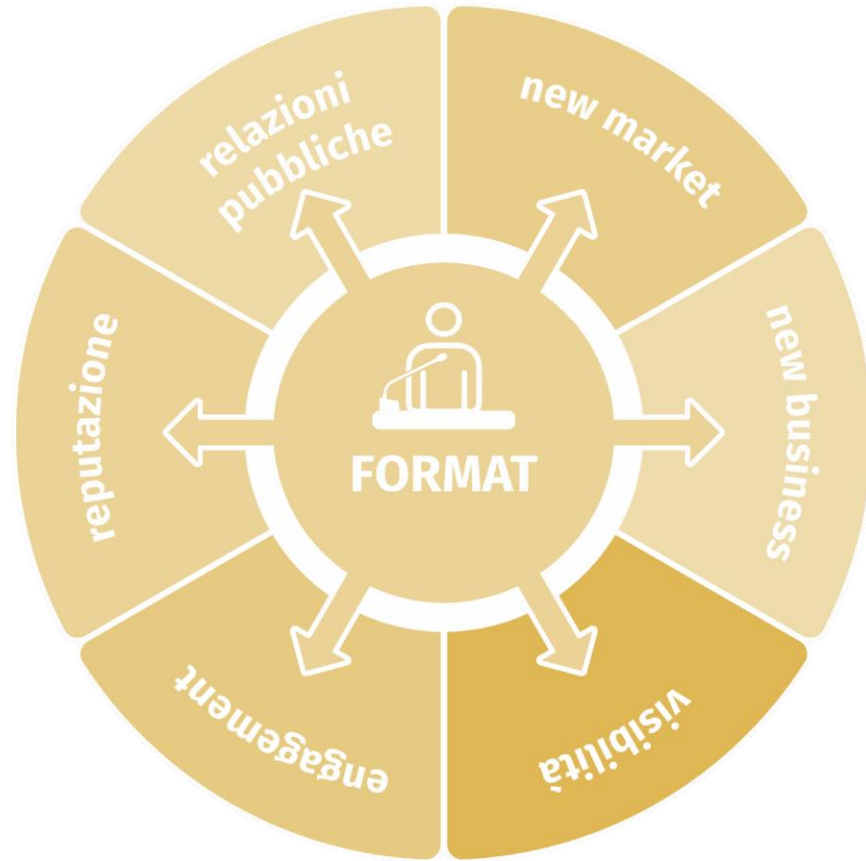 relazioni
pubbliche
new market
new business
visibilità
engagement
reputazione
FORMAT